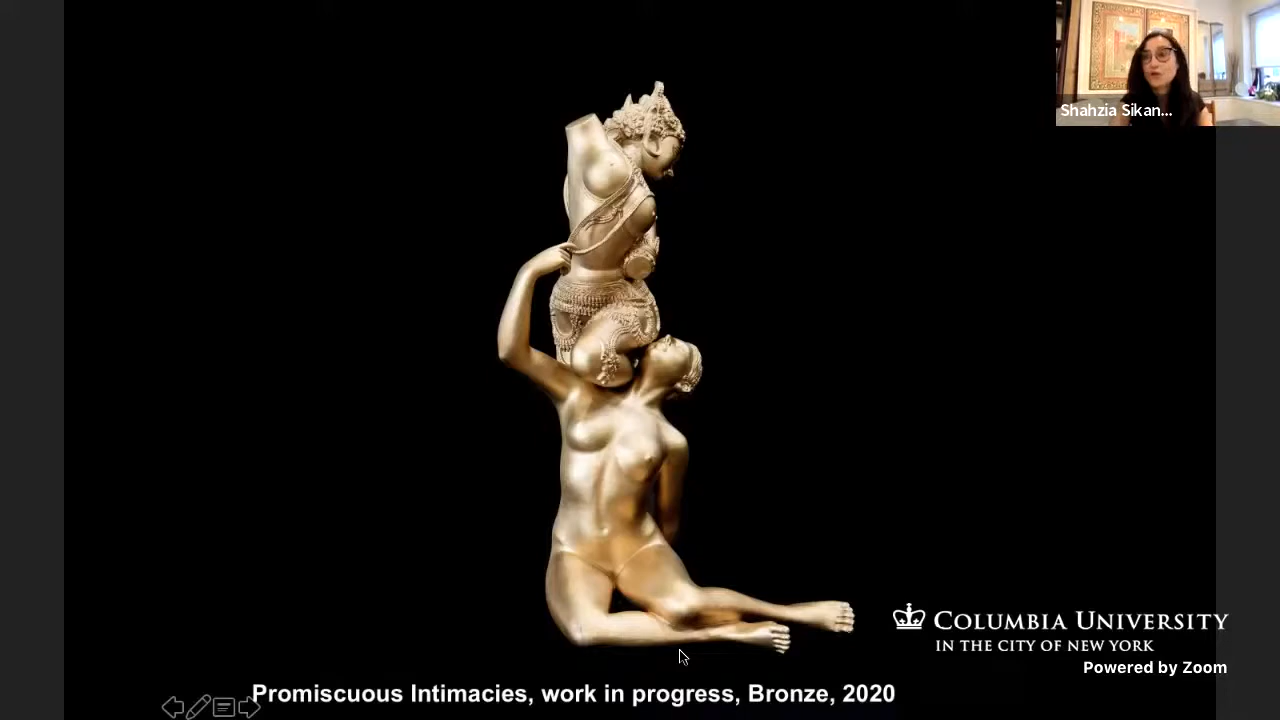 Shahzia Sikan...
COLUMBIA UNIVERSITY
IN THE CITY OF NEW YORK
Powered by Zoom
Promiscuous Intimacies, work in progress, Bronze, 2020